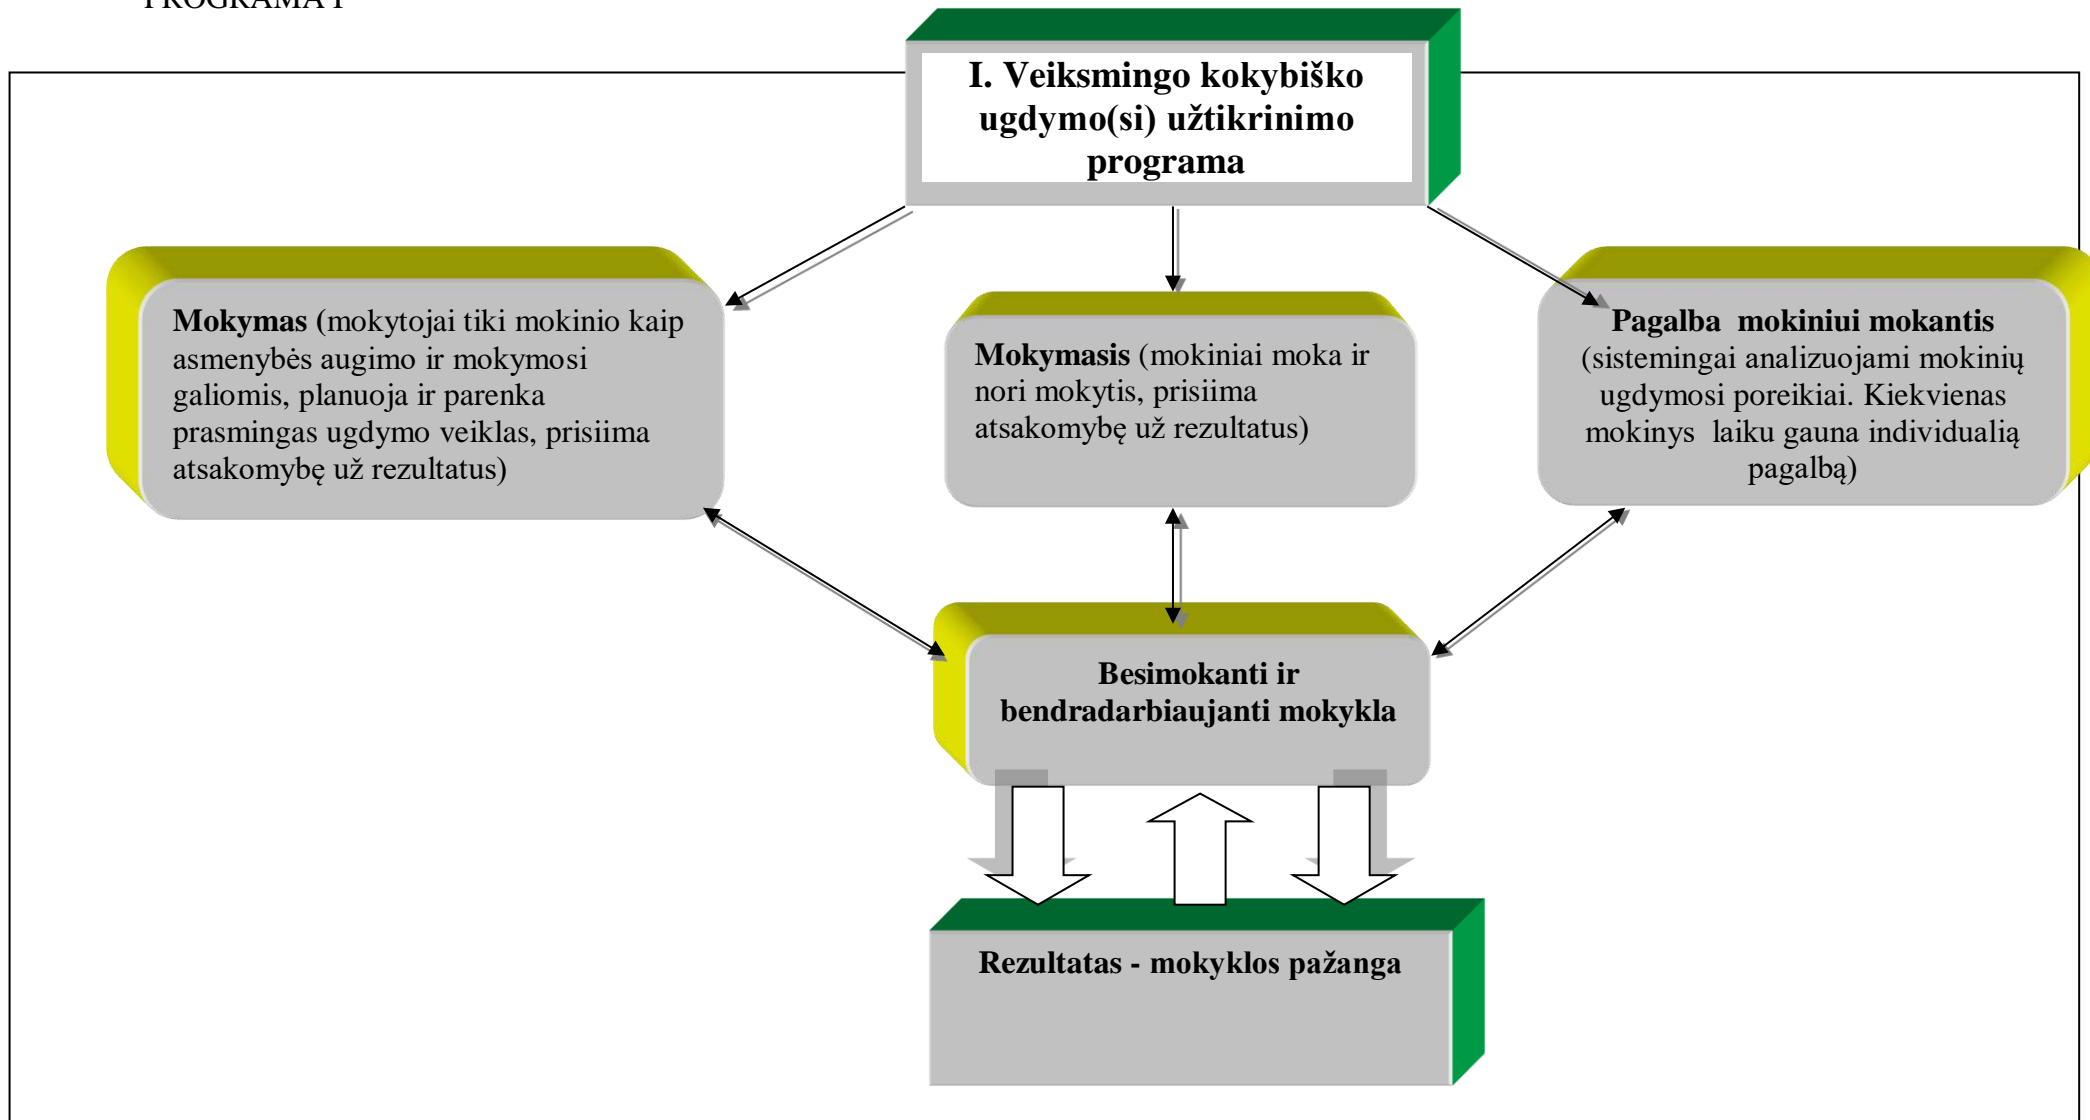 PROGRAMA I
I. Veiksmingo kokybiško
ugdymo(si) užtikrinimo
programa
Mokymas (mokytojai tiki mokinio kaip
asmenybės augimo ir mokymosi
galiomis, planuoja ir parenka
prasmingas ugdymo veiklas, prisiima
atsakomybę už rezultatus)
Mokymasis (mokiniai moka ir
nori mokytis, prisiima
atsakomybę už rezultatus)
Pagalba  mokiniui mokantis
(sistemingai analizuojami mokinių
ugdymosi poreikiai. Kiekvienas
mokinys  laiku gauna individualią
pagalbą)
Besimokanti ir
bendradarbiaujanti mokykla
Rezultatas - mokyklos pažanga